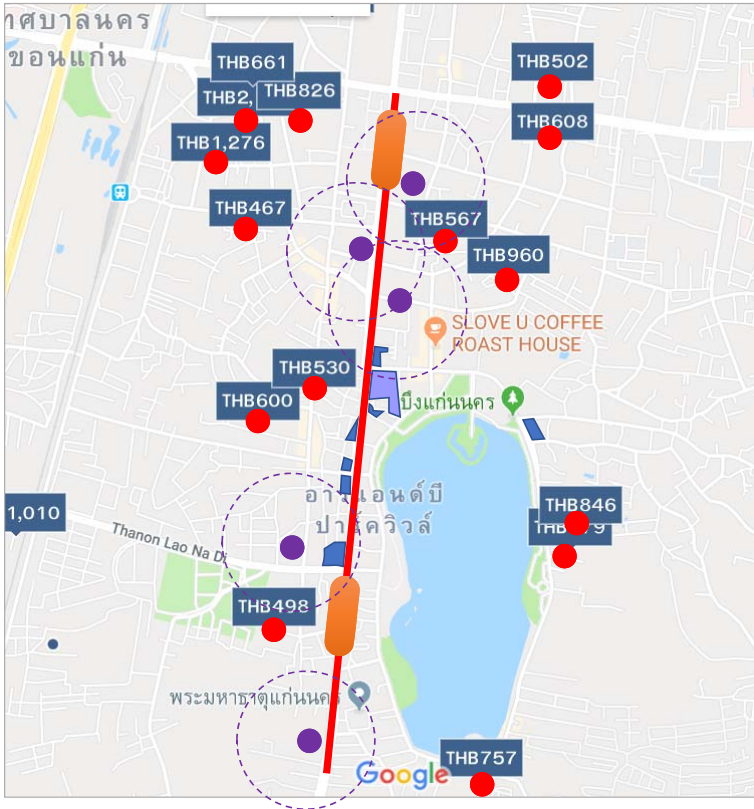 ทศบาลนคร
ขอนแก่น
THB661
THB2,
THB826
THB1,276
THB467
THB502
THB608
THB567
THB960
SLOVE U COFFEE
ROAST HOUSE
THB530
THB600
บึงแก่นนคร
1,010
Thanon Lao Na Di
THB846
THB498
พระมหาธาตุแก่นนคร
Google
THB757